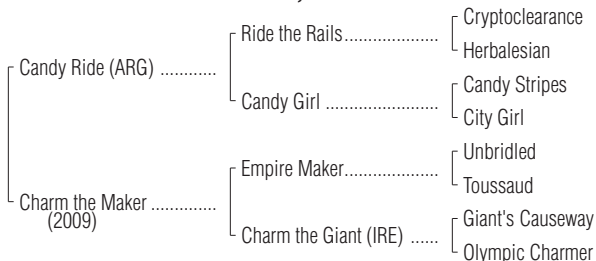 Cryptoclearance
Ride the Rails....................
Herbalesian
Candy Ride (ARG) ............
Candy Stripes
Candy Girl ........................
City Girl
Unbridled
Empire Maker....................
Toussaud
Charm the Maker ..............
(2009)
Giant's Causeway
Charm the Giant (IRE) ......
Olympic Charmer